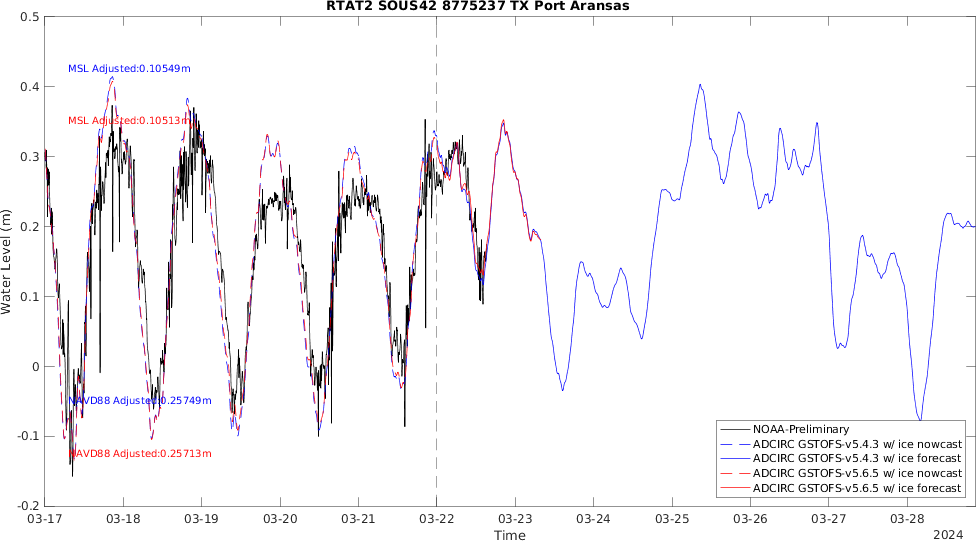 RTAT2 SOUS42 8775237 TX Port Aransas
0.5
0.4
0.3
0.2
0.1
0
-0.1
-0.2
Water Level (m)
MSL Adjusted:0.10549m
MSL Adjusted:0.10513m
NAVD88 Adjusted:0.25749m
NAVD88 Adjusted:0.25713m
NOAA-Preliminary
ADCIRC GSTOFS-v5.4.3 w/ ice nowcast
ADCIRC GSTOFS-v5.4.3 w/ ice forecast
ADCIRC GSTOFS-v5.6.5 w/ ice nowcast
ADCIRC GSTOFS-v5.6.5 w/ ice forecast
03-17 03-18 03-19 03-20 03-21 03-22 03-23 03-24 03-25 03-26 03-27 03-28
Time
2024